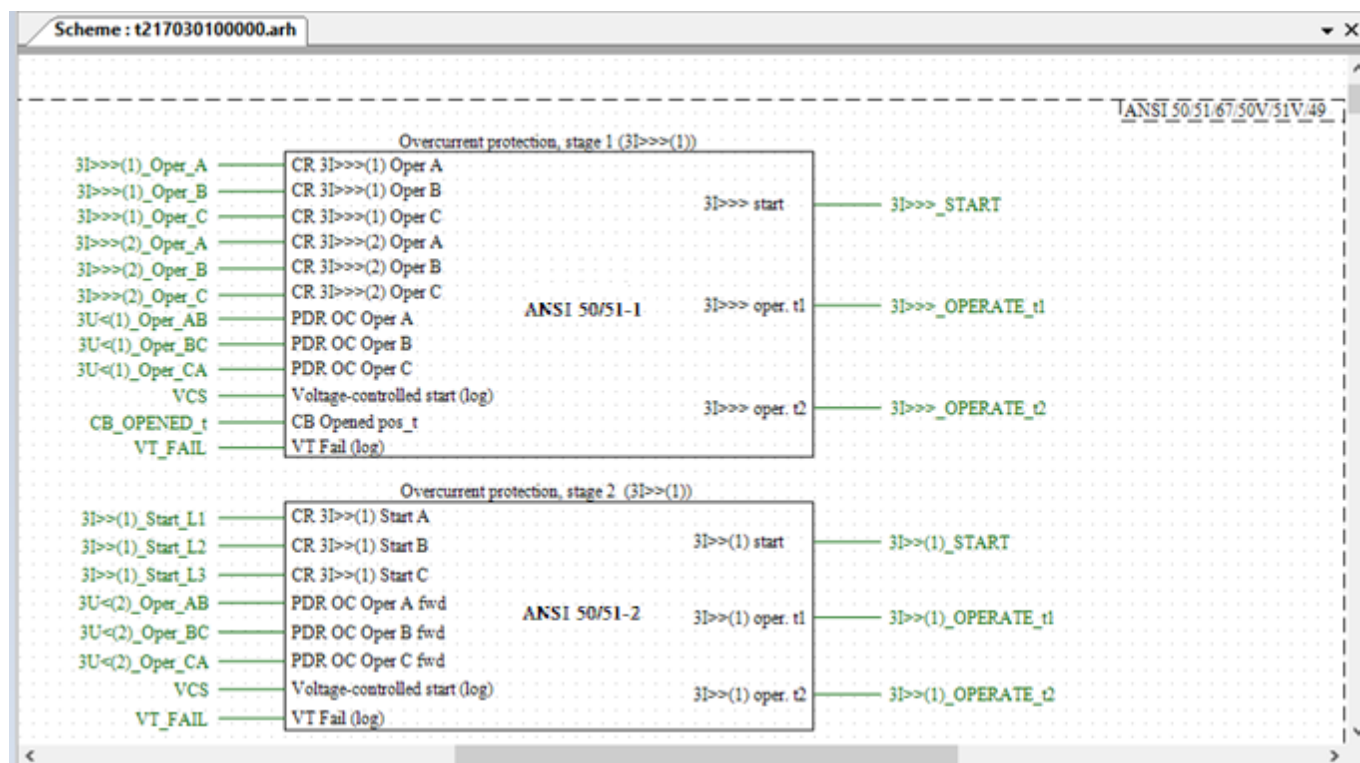 Scheme : t217030100000.arh
ANSI 50/51/67/50V/51V/49
Overcurrent protection, stage 1 (3I>>>(1))
3I>>>(1)_Oper_A CR 3I>>>(1) Oper A
3I>>>(1)_Oper_B CR 3I>>>(1) Oper B
3I>>> start 3I>>>_START
3I>>>(1)_Oper_C CR 3I>>>(1) Oper C
3I>>>(2)_Oper_A CR 3I>>>(2) Oper A
3I>>>(2)_Oper_B CR 3I>>>(2) Oper B
3I>>>(2)_Oper_C CR 3I>>>(2) Oper C
ANSI 50/51-1 3I>>> oper. t1 3I>>>_OPERATE_t1
3U<(1)_Oper_AB PDR OC Oper A
3U<(1)_Oper_BC PDR OC Oper B
3U<(1)_Oper_CA PDR OC Oper C
VCS Voltage-controlled start (log)
3I>>> oper. t2 3I>>>_OPERATE_t2
CB_OPENED_t CB Opened pos_t
VT_FAIL VT Fail (log)
Overcurrent protection, stage 2 (3I>>(1))
3I>>(1)_Start_L1 CR 3I>>(1) Start A
3I>>(1)_Start_L2 CR 3I>>(1) Start B 3I>>(1) start 3I>>(1)_START
3I>>(1)_Start_L3 CR 3I>>(1) Start C
3U<(2)_Oper_AB PDR OC Oper A fwd
ANSI 50/51-2 3I>>(1) oper. t1 3I>>(1)_OPERATE_t1
3U<(2)_Oper_BC PDR OC Oper B fwd
3U<(2)_Oper_CA PDR OC Oper C fwd
VCS Voltage-controlled start (log) 3I>>(1) oper. t2 3I>>(1)_OPERATE_t2
VT_FAIL VT Fail (log)